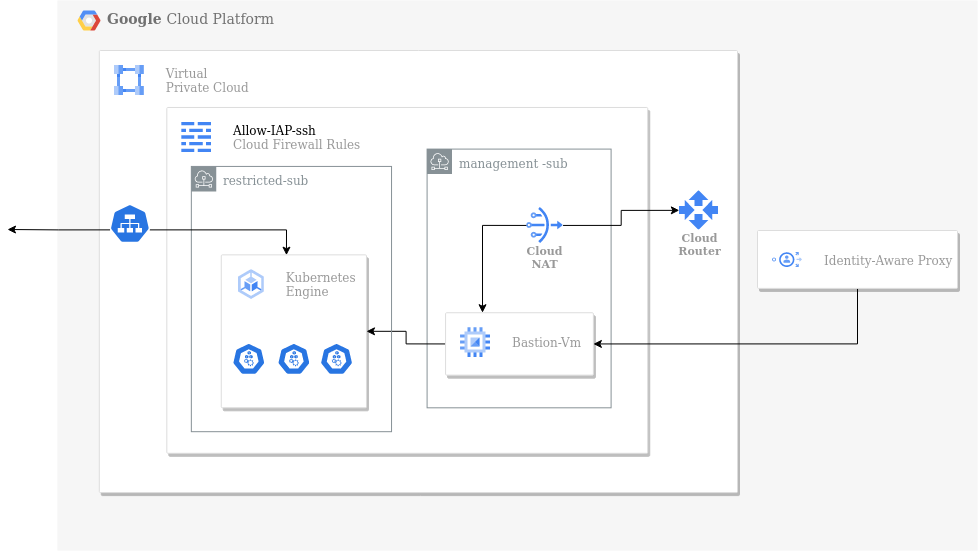 Google Cloud Platform
Virtual
Private Cloud
Allow-IAP-ssh
Cloud Firewall Rules
restricted-sub
management -sub
Cloud
NAT
Cloud
Router
Identity-Aware Proxy
Kubernetes
Engine
Bastion-Vm